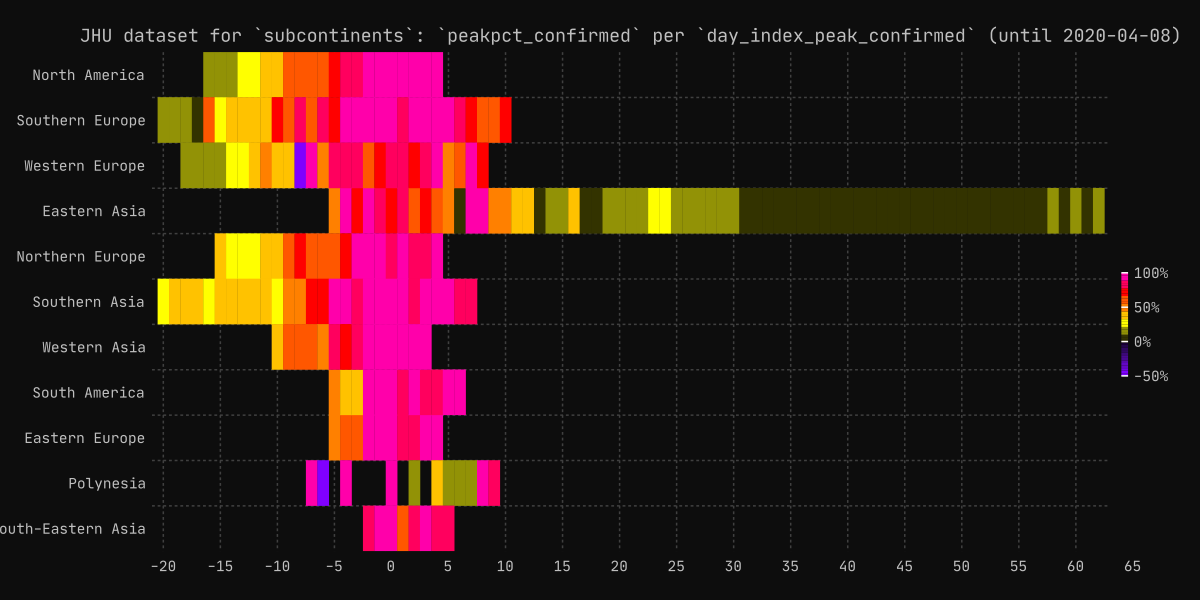 JHU dataset for `subcontinents`: `peakpct_confirmed` per `day_index_peak_confirmed` (until 2020-04-08)
North America
Southern Europe
Western Europe
Eastern Asia
Northern Europe
Southern Asia
Western Asia
South America
Eastern Europe
Polynesia
outh-Eastern Asia
100%
50%
0%
-50%
-20 -15 -10 -5 0 5 10 15 20 25 30 35 40 45 50 55 60 65